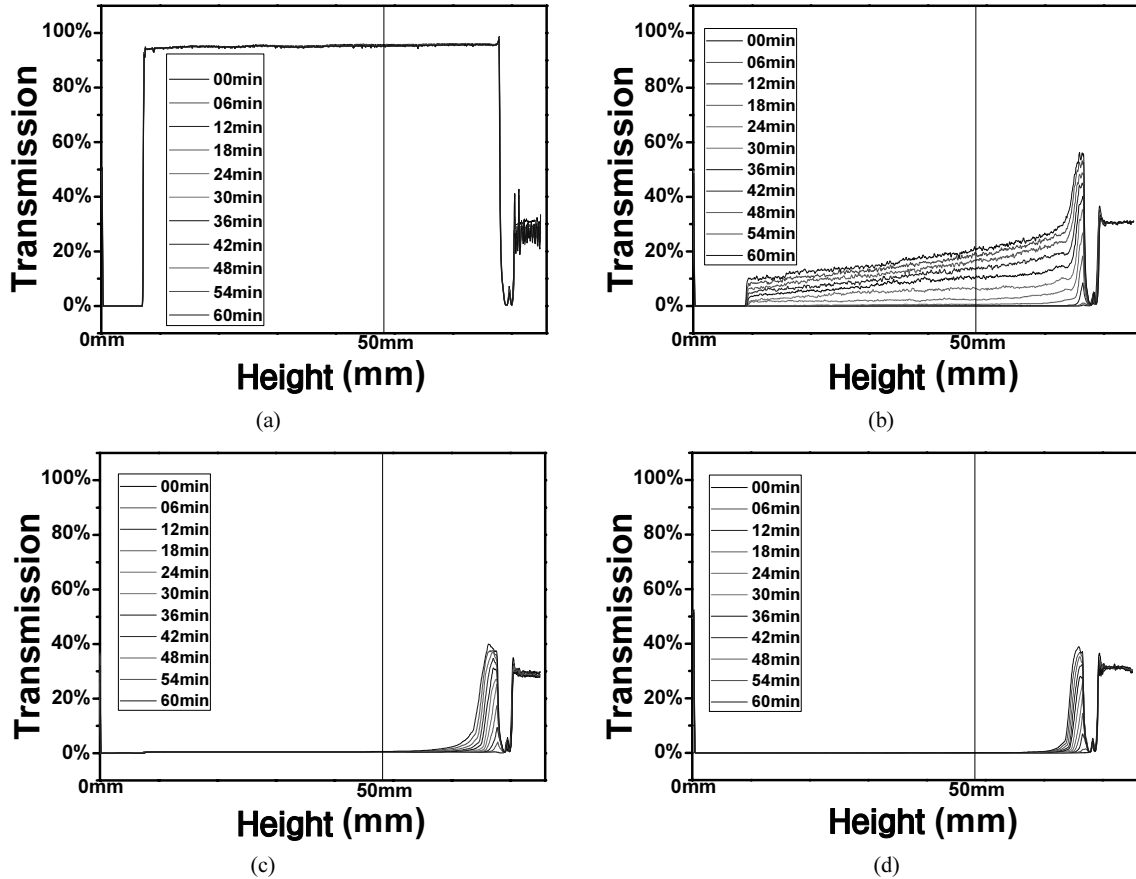 100%
80%
60%
40%
20%
0%
Transmission
00min
06min
12min
18min
24min
30min
36min
42min
48min
54min
60min
0mm
50mm
Height (mm)
(a)
100%
80%
60%
40%
20%
0%
Transmission
00min
06min
12min
18min
24min
30min
36min
42min
48min
54min
60min
0mm
50mm
Height (mm)
(b)
100%
80%
60%
40%
20%
0%
Transmission
00min
06min
12min
18min
24min
30min
36min
42min
48min
54min
60min
0mm
50mm
Height (mm)
(c)
100%
80%
60%
40%
20%
0%
Transmission
00min
06min
12min
18min
24min
30min
36min
42min
48min
54min
60min
0mm
50mm
Height (mm)
(d)